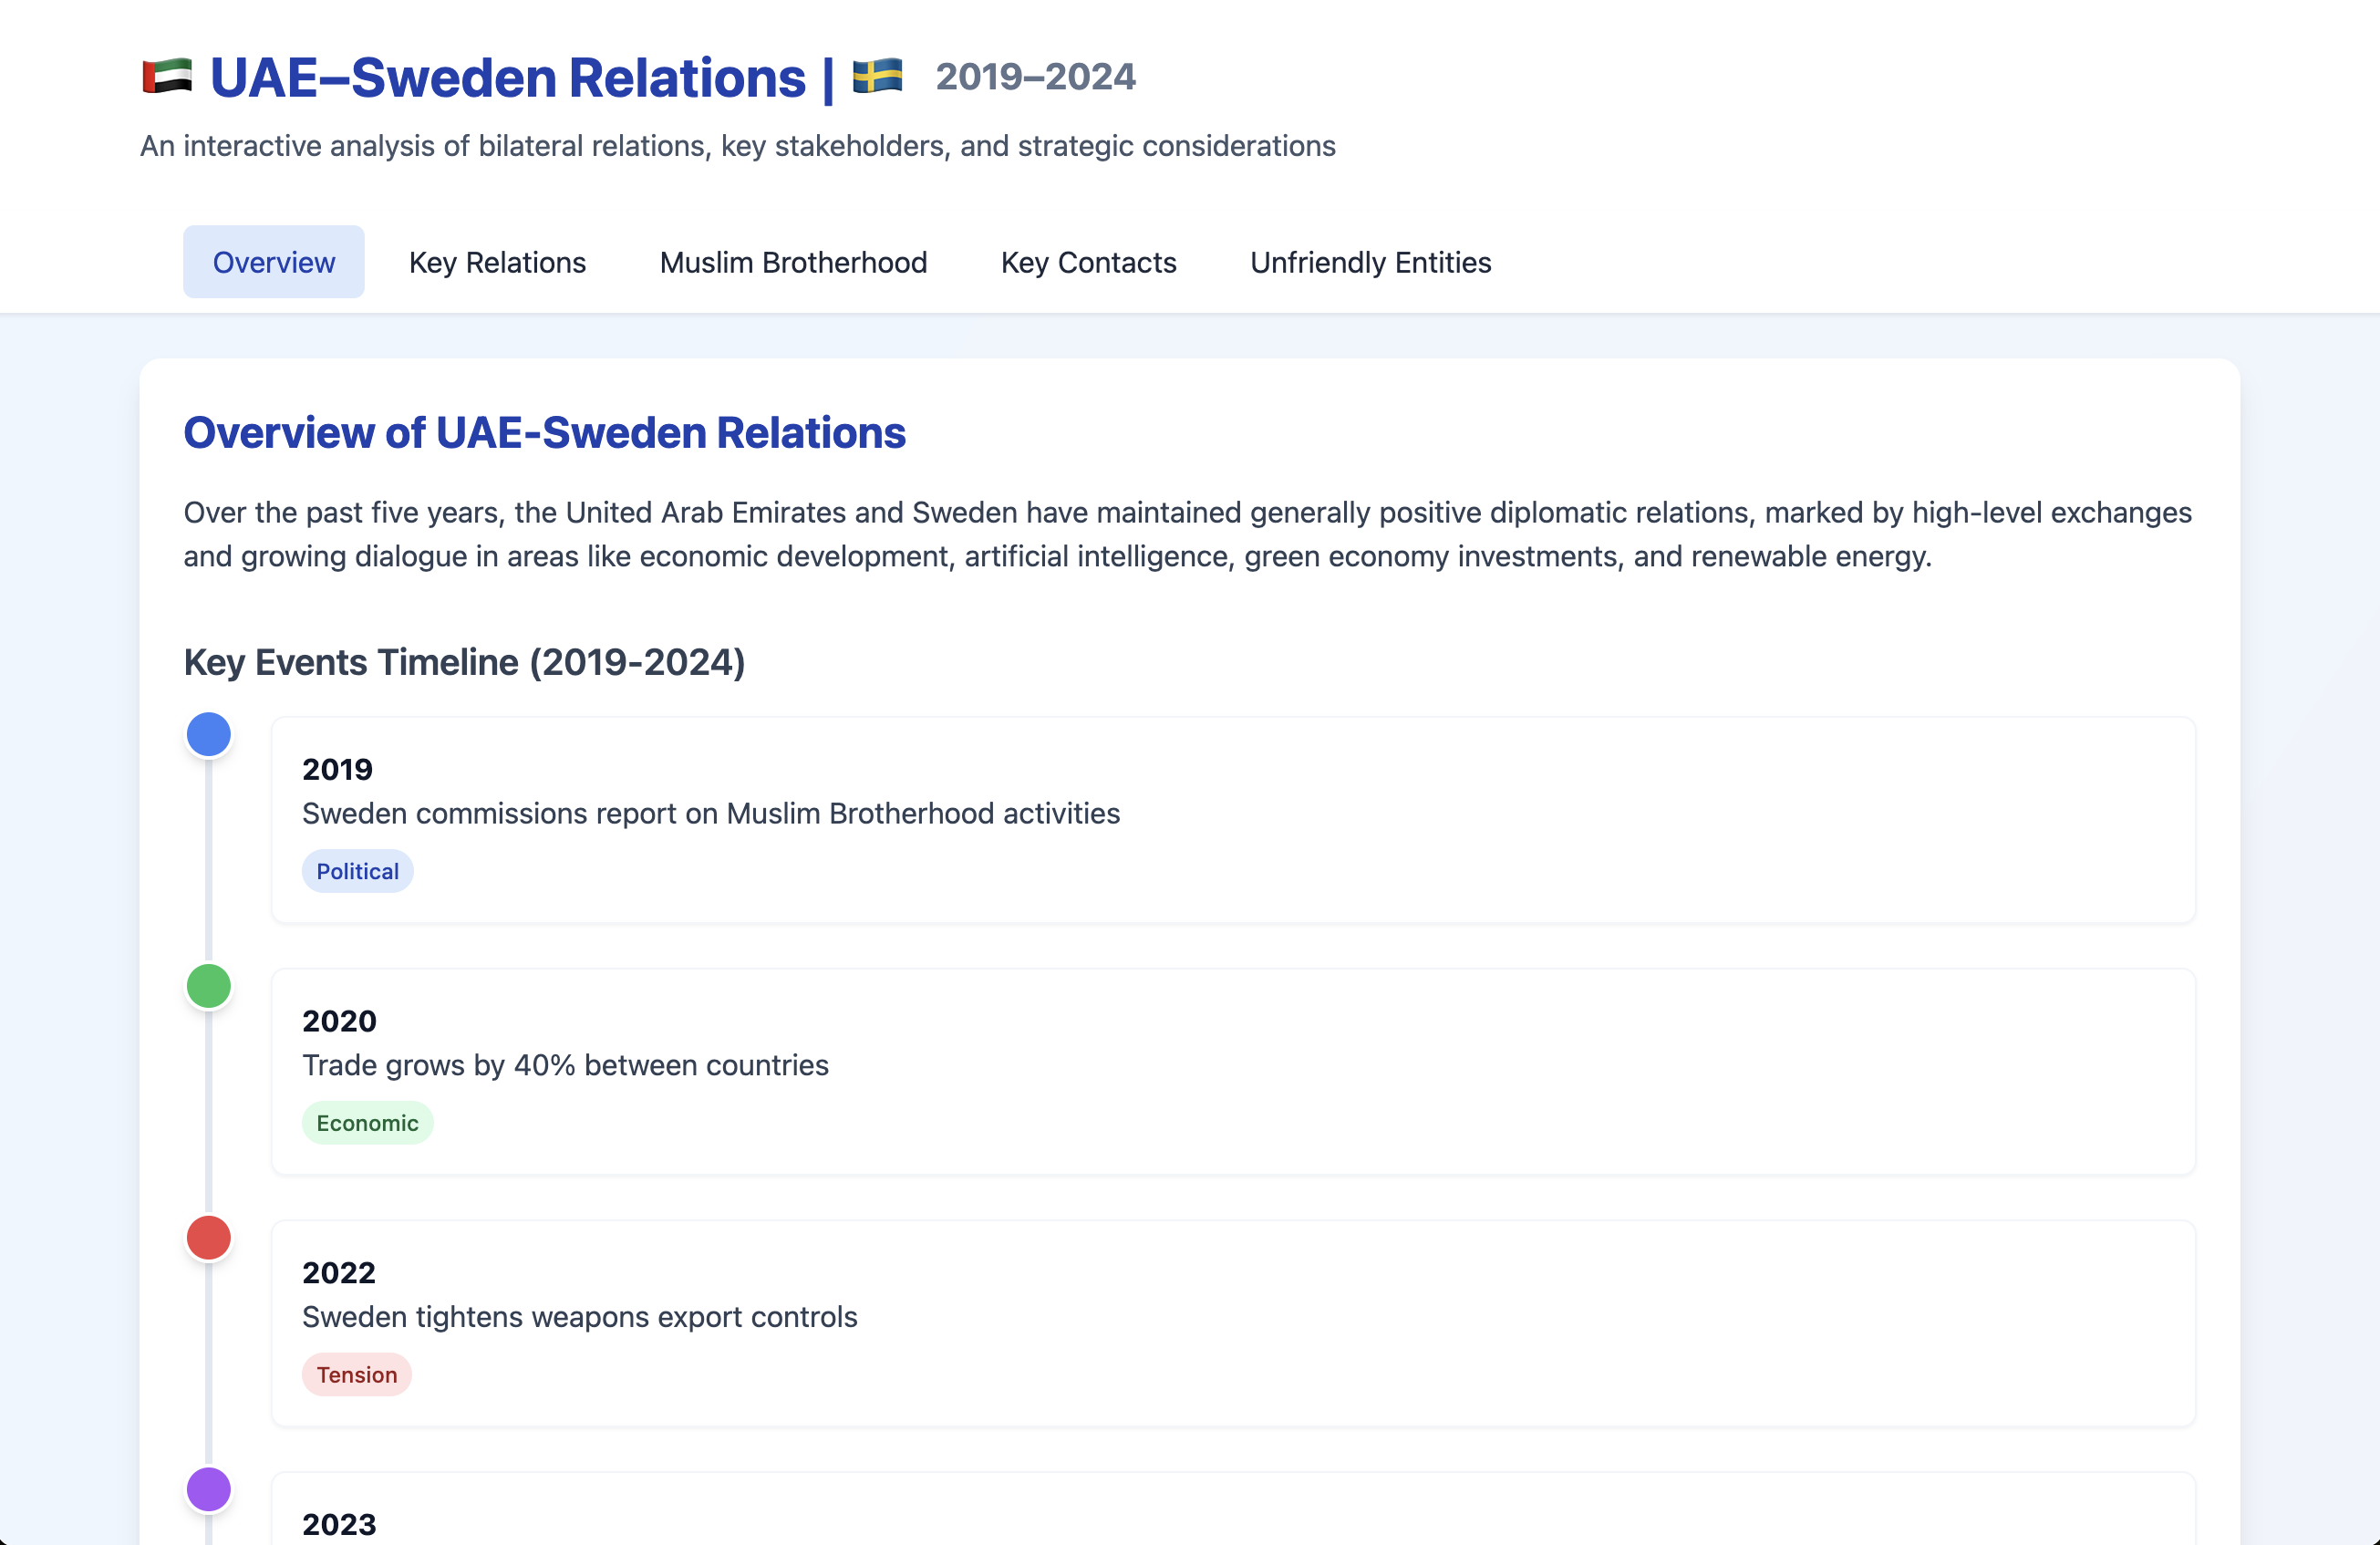 🇦🇪 UAE–Sweden Relations | 🇸🇪 2019–2024
An interactive analysis of bilateral relations, key stakeholders, and strategic considerations
Overview Key Relations Muslim Brotherhood Key Contacts Unfriendly Entities
Overview of UAE-Sweden Relations
Over the past five years, the United Arab Emirates and Sweden have maintained generally positive diplomatic relations, marked by high-level exchanges
and growing dialogue in areas like economic development, artificial intelligence, green economy investments, and renewable energy.
Key Events Timeline (2019-2024)
2019
Sweden commissions report on Muslim Brotherhood activities
Political
2020
Trade grows by 40% between countries
Economic
2022
Sweden tightens weapons export controls
Tension
2023